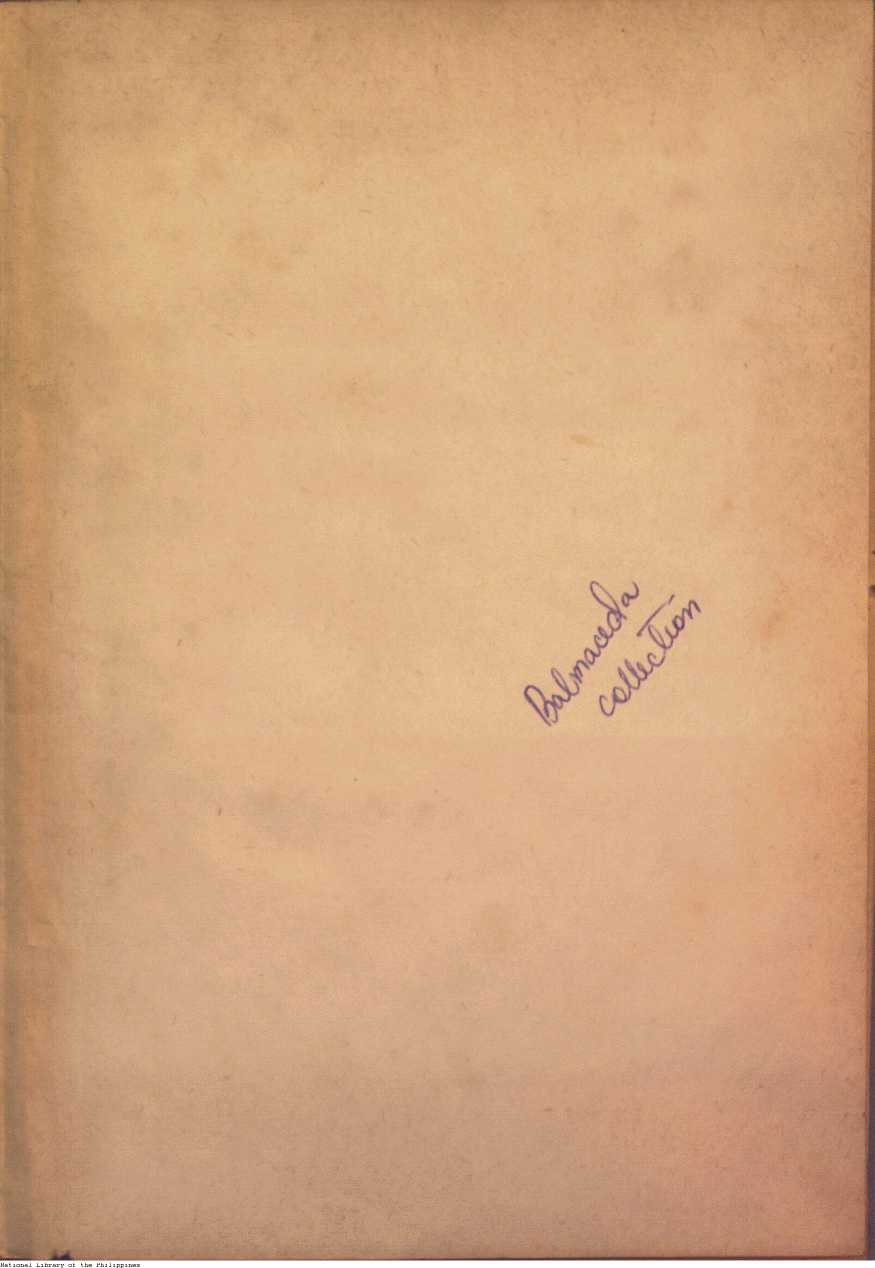 Balmaceda
collection
National Library of the Philippines